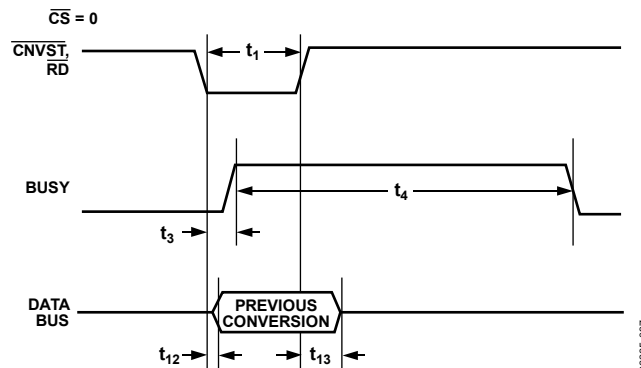 CS = 0
CNVST,
RD
t1
BUSY
t4
t3
DATA
BUS
PREVIOUS
CONVERSION
t12
t13